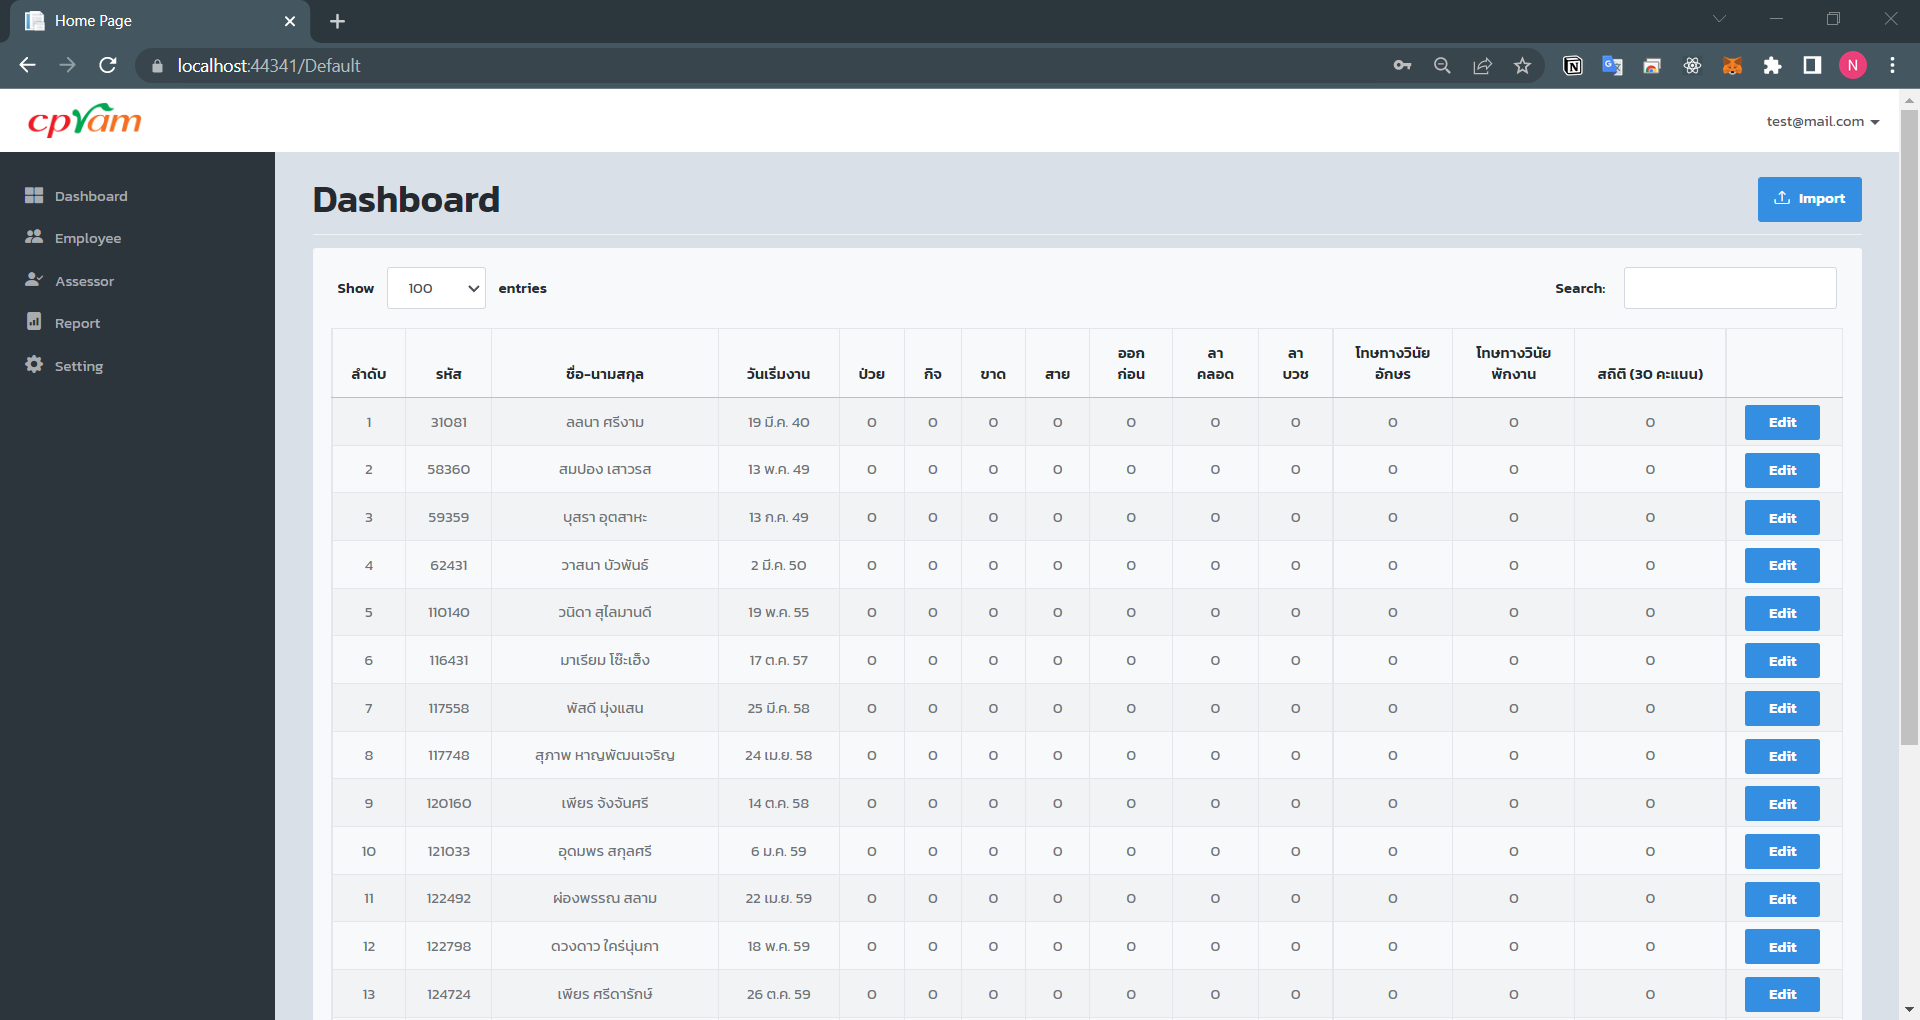 Home Page
localhost:44341/Default
N
cpram
test@mail.com
Dashboard
Employee
Assessor
Report
Setting
Dashboard
Import
Show 100 entries
Search:
ลำดับ รหัส ชื่อ-นามสกุล วันเริ่มงาน ป่วย กิจ ขาด สาย ออกก่อน ลาคลอด ลาบวช โทษทางวินัยอักษร โทษทางวินัยพักงาน สถิติ (30 คะแนน)
1 31081 ลลนา ศรีงาม 19 มี.ค. 40 0 0 0 0 0 0 0 0 0 0 Edit
2 58360 สมปอง เสาวรส 13 พ.ค. 49 0 0 0 0 0 0 0 0 0 0 Edit
3 59359 บุสรา อุตสาหะ 13 ก.ค. 49 0 0 0 0 0 0 0 0 0 0 Edit
4 62431 วาสนา บัวพันธ์ 2 มี.ค. 50 0 0 0 0 0 0 0 0 0 0 Edit
5 110140 วนิดา สุไลมานดี 19 พ.ค. 55 0 0 0 0 0 0 0 0 0 0 Edit
6 116431 มาเรียม โซ๊ะเฮ็ง 17 ต.ค. 57 0 0 0 0 0 0 0 0 0 0 Edit
7 117558 พัสดี มุ่งแสน 25 มี.ค. 58 0 0 0 0 0 0 0 0 0 0 Edit
8 117748 สุภาพ หาญพัฒนเจริญ 24 เม.ย. 58 0 0 0 0 0 0 0 0 0 0 Edit
9 120160 เพียร จังจันศรี 14 ต.ค. 58 0 0 0 0 0 0 0 0 0 0 Edit
10 121033 อุดมพร สกุลศรี 6 ม.ค. 59 0 0 0 0 0 0 0 0 0 0 Edit
11 122492 ผ่องพรรณ สลาม 22 เม.ย. 59 0 0 0 0 0 0 0 0 0 0 Edit
12 122798 ดวงดาว ใคร่นุ่นกา 18 พ.ค. 59 0 0 0 0 0 0 0 0 0 0 Edit
13 124724 เพียร ศรีดารักษ์ 26 ต.ค. 59 0 0 0 0 0 0 0 0 0 0 Edit